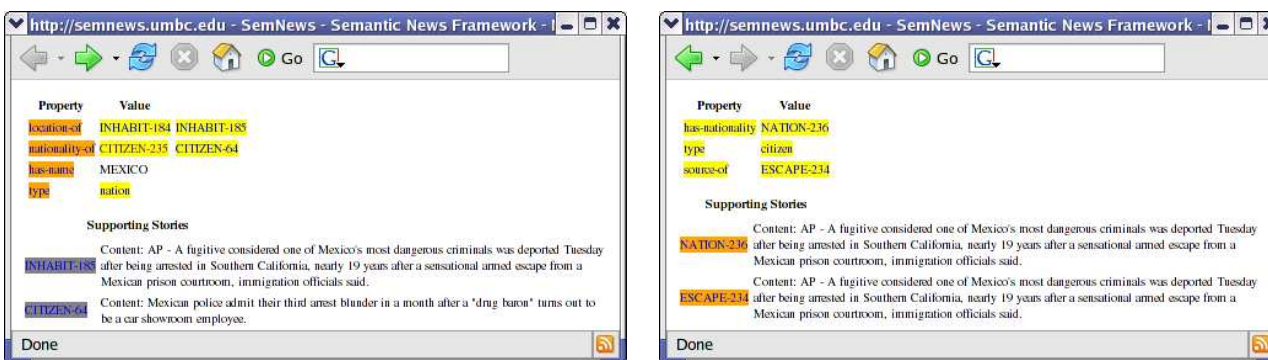 http://semnews.umbc.edu - SemNews - Semantic News Framework -
Go
G
Property Value
location-of INHABIT-184 INHABIT-185
nationality-of CITIZEN-235 CITIZEN-64
has-name MEXICO
type nation
Supporting Stories
Content: AP - A fugitive considered one of Mexico's most dangerous criminals was deported Tuesday
INHABIT-185 after being arrested in Southern California, nearly 19 years after a sensational armed escape from a
Mexican prison courtroom, immigration officials said.
CITIZEN-64 Content: Mexican police admit their third arrest blunder in a month after a "drug baron" turns out to
be a car showroom employee.
Done
http://semnews.umbc.edu - SemNews - Semantic News Framework -
Go
G
Property Value
has-nationality NATION-236
type citizen
source-of ESCAPE-234
Supporting Stories
Content: AP - A fugitive considered one of Mexico's most dangerous criminals was deported Tuesday
NATION-236 after being arrested in Southern California, nearly 19 years after a sensational armed escape from a
Mexican prison courtroom, immigration officials said.
Content: AP - A fugitive considered one of Mexico's most dangerous criminals was deported Tuesday
ESCAPE-234 after being arrested in Southern California, nearly 19 years after a sensational armed escape from a
Mexican prison courtroom, immigration officials said.
Done